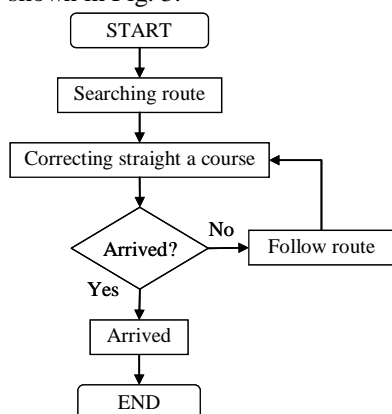 shown in Fig. 3.
START
Searching route
Correcting straight a course
Arrived?
No
Follow route
Yes
Arrived
END